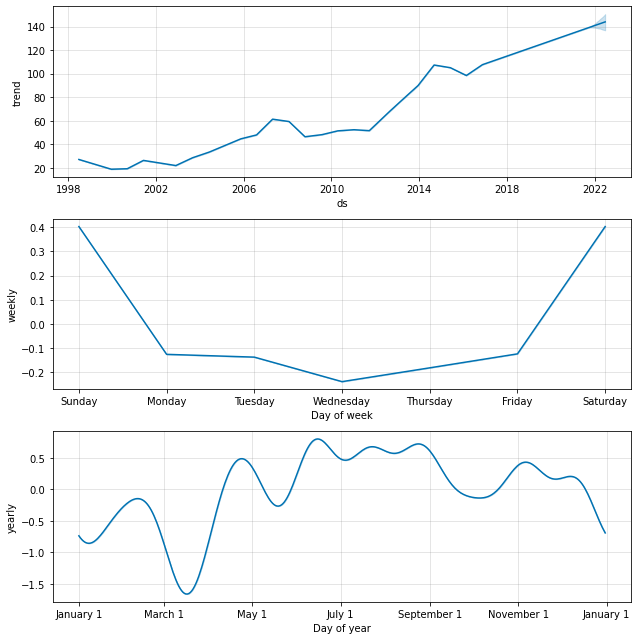 140
120
100
80
60
40
20
trend
1998 2002 2006 2010 2014 2018 2022
ds
0.4
0.3
0.2
0.1
0.0
−0.1
−0.2
weekly
Sunday Monday Tuesday Wednesday Thursday Friday Saturday
Day of week
0.5
0.0
−0.5
−1.0
−1.5
yearly
January 1 March 1 May 1 July 1 September 1 November 1 January 1
Day of year